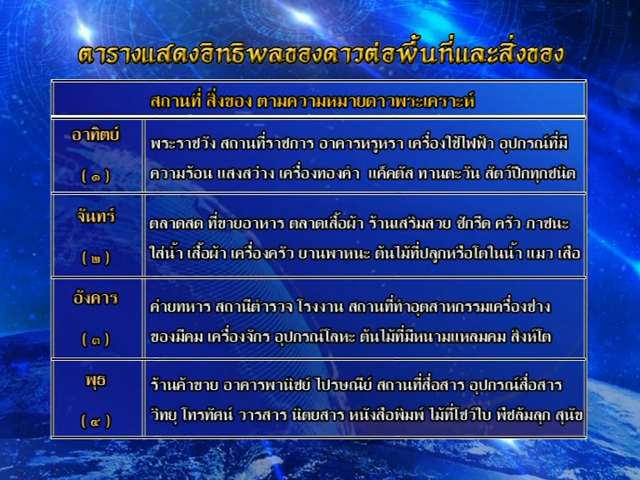 ตารางแสดงอิทธิพลของดาวต่อพื้นที่และสิ่งของ
สถานที่ สิ่งของ ตามความหมายดาวพระเคราะห์
อาทิตย์
( ๑ )
พระราชวัง สถานที่ราชการ อาคารหรูหรา เครื่องใช้ไฟฟ้า อุปกรณ์ที่มี
ความร้อน แสงสว่าง เครื่องทองคำ แค็คตัส ทานตะวัน สัตว์ปีกทุกชนิด
จันทร์
( ๒ )
ตลาดสด ที่ขายอาหาร ตลาดเสื้อผ้า ร้านเสริมสวย ซักรีด ครัว ภาชนะ
ใส่น้ำ เสื้อผ้า เครื่องครัว ยานพาหนะ ต้นไม้ที่ปลูกหรือโตในน้ำ แมว เสือ
อังคาร
( ๓ )
ค่ายทหาร สถานีตำรวจ โรงงาน สถานที่ทำอุตสาหกรรมเครื่องช่าง
ของมีคม เครื่องจักร อุปกรณ์โลหะ ต้นไม้ที่มีหนามแหลมคม สิงห์โต
พุธ
( ๔ )
ร้านค้าขาย อาคารพานิชย์ ไปรษณีย์ สถานที่สื่อสาร อุปกรณ์สื่อสาร
วิทยุ โทรทัศน์ วารสาร นิตยสาร หนังสือพิมพ์ ไม้ที่โชว์ใบ พืชล้มลุก สุนัข